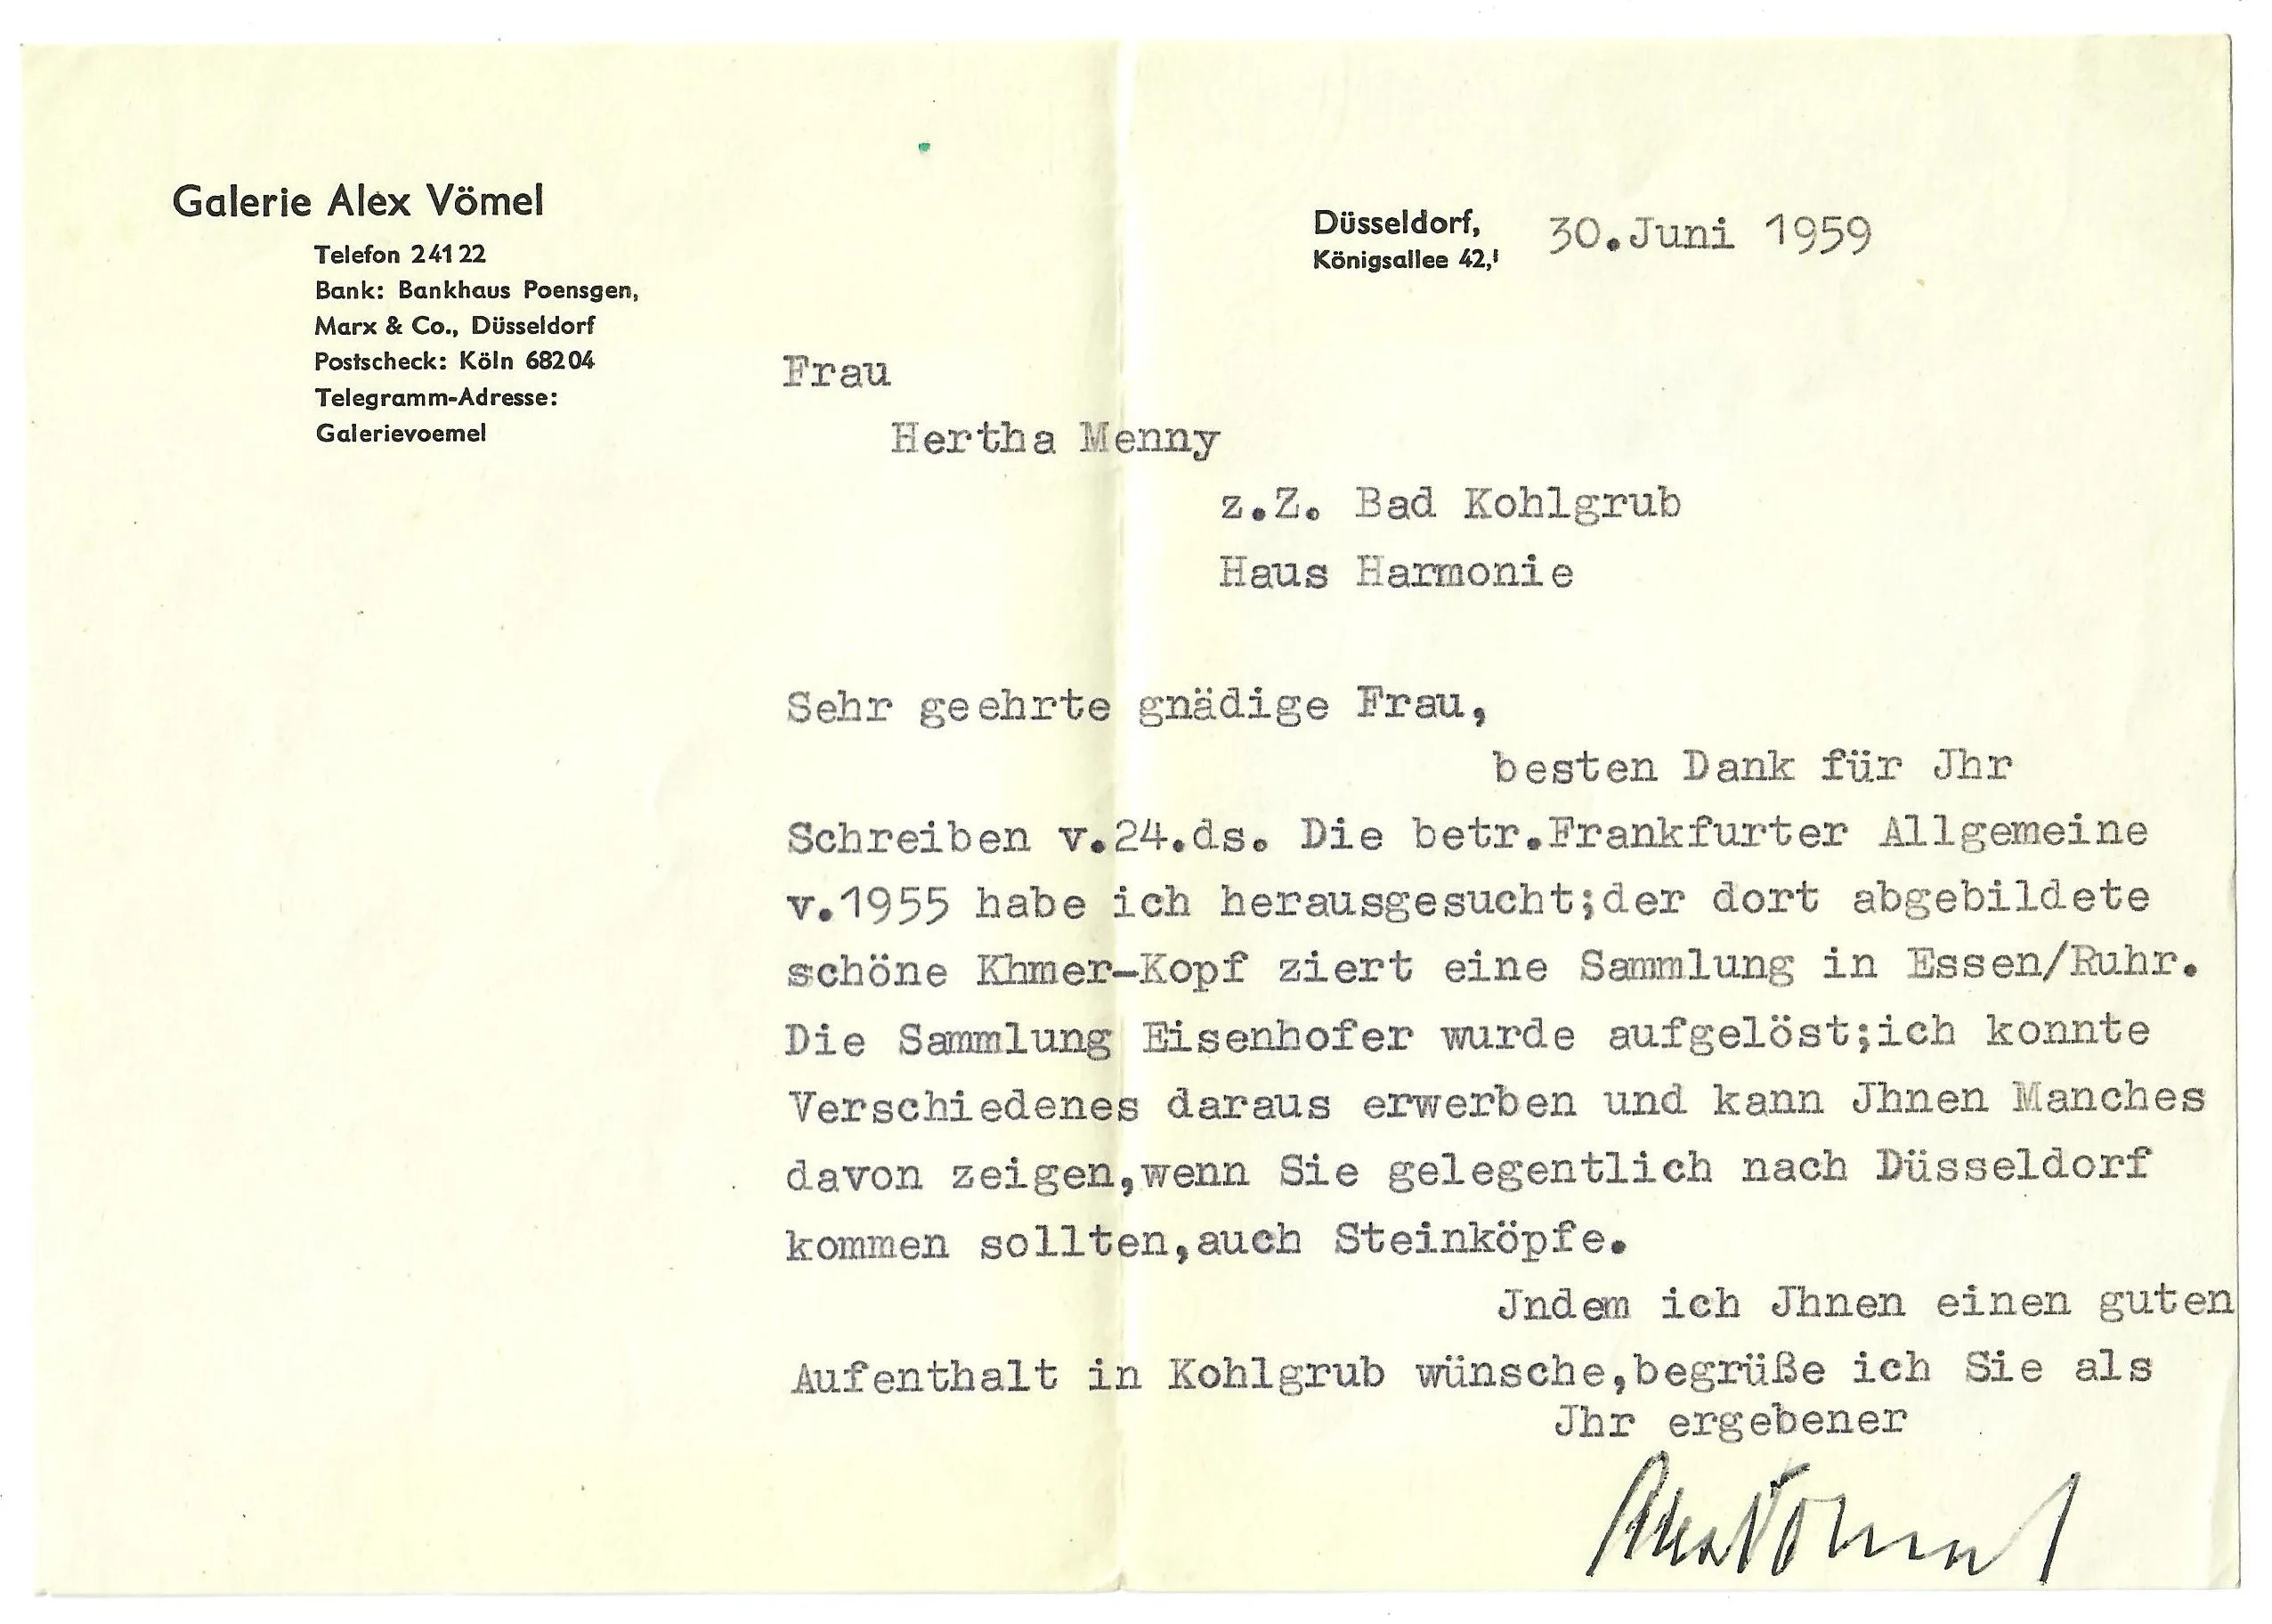 Galerie Alex Vömel
Telefon 24122
Bank: Bankhaus Poensgen,
Marx & Co., Düsseldorf
Postscheck: Köln 68204
Telegramm-Adresse:
Galerievoemel
Düsseldorf, 30.Juni 1959
Königsallee 42,I
Frau
Hertha Menny
z.Z. Bad Kohlgrub
Haus Harmonie
Sehr geehrte gnädige Frau,
besten Dank für Jhr
Schreiben v.24.ds. Die betr.Frankfurter Allgemeine
v.1955 habe ich herausgesucht;der dort abgebildete
schöne Khmer-Kopf ziert eine Sammlung in Essen/Ruhr.
Die Sammlung Eisenhofer wurde aufgelöst;ich konnte
Verschiedenes daraus erwerben und kann Jhnen Manches
davon zeigen,wenn Sie gelegentlich nach Düsseldorf
kommen sollten,auch Steinköpfe.
Jndem ich Jhnen einen guten
Aufenthalt in Kohlgrub wünsche,begrüße ich Sie als
Jhr ergebener
Alex Vömel